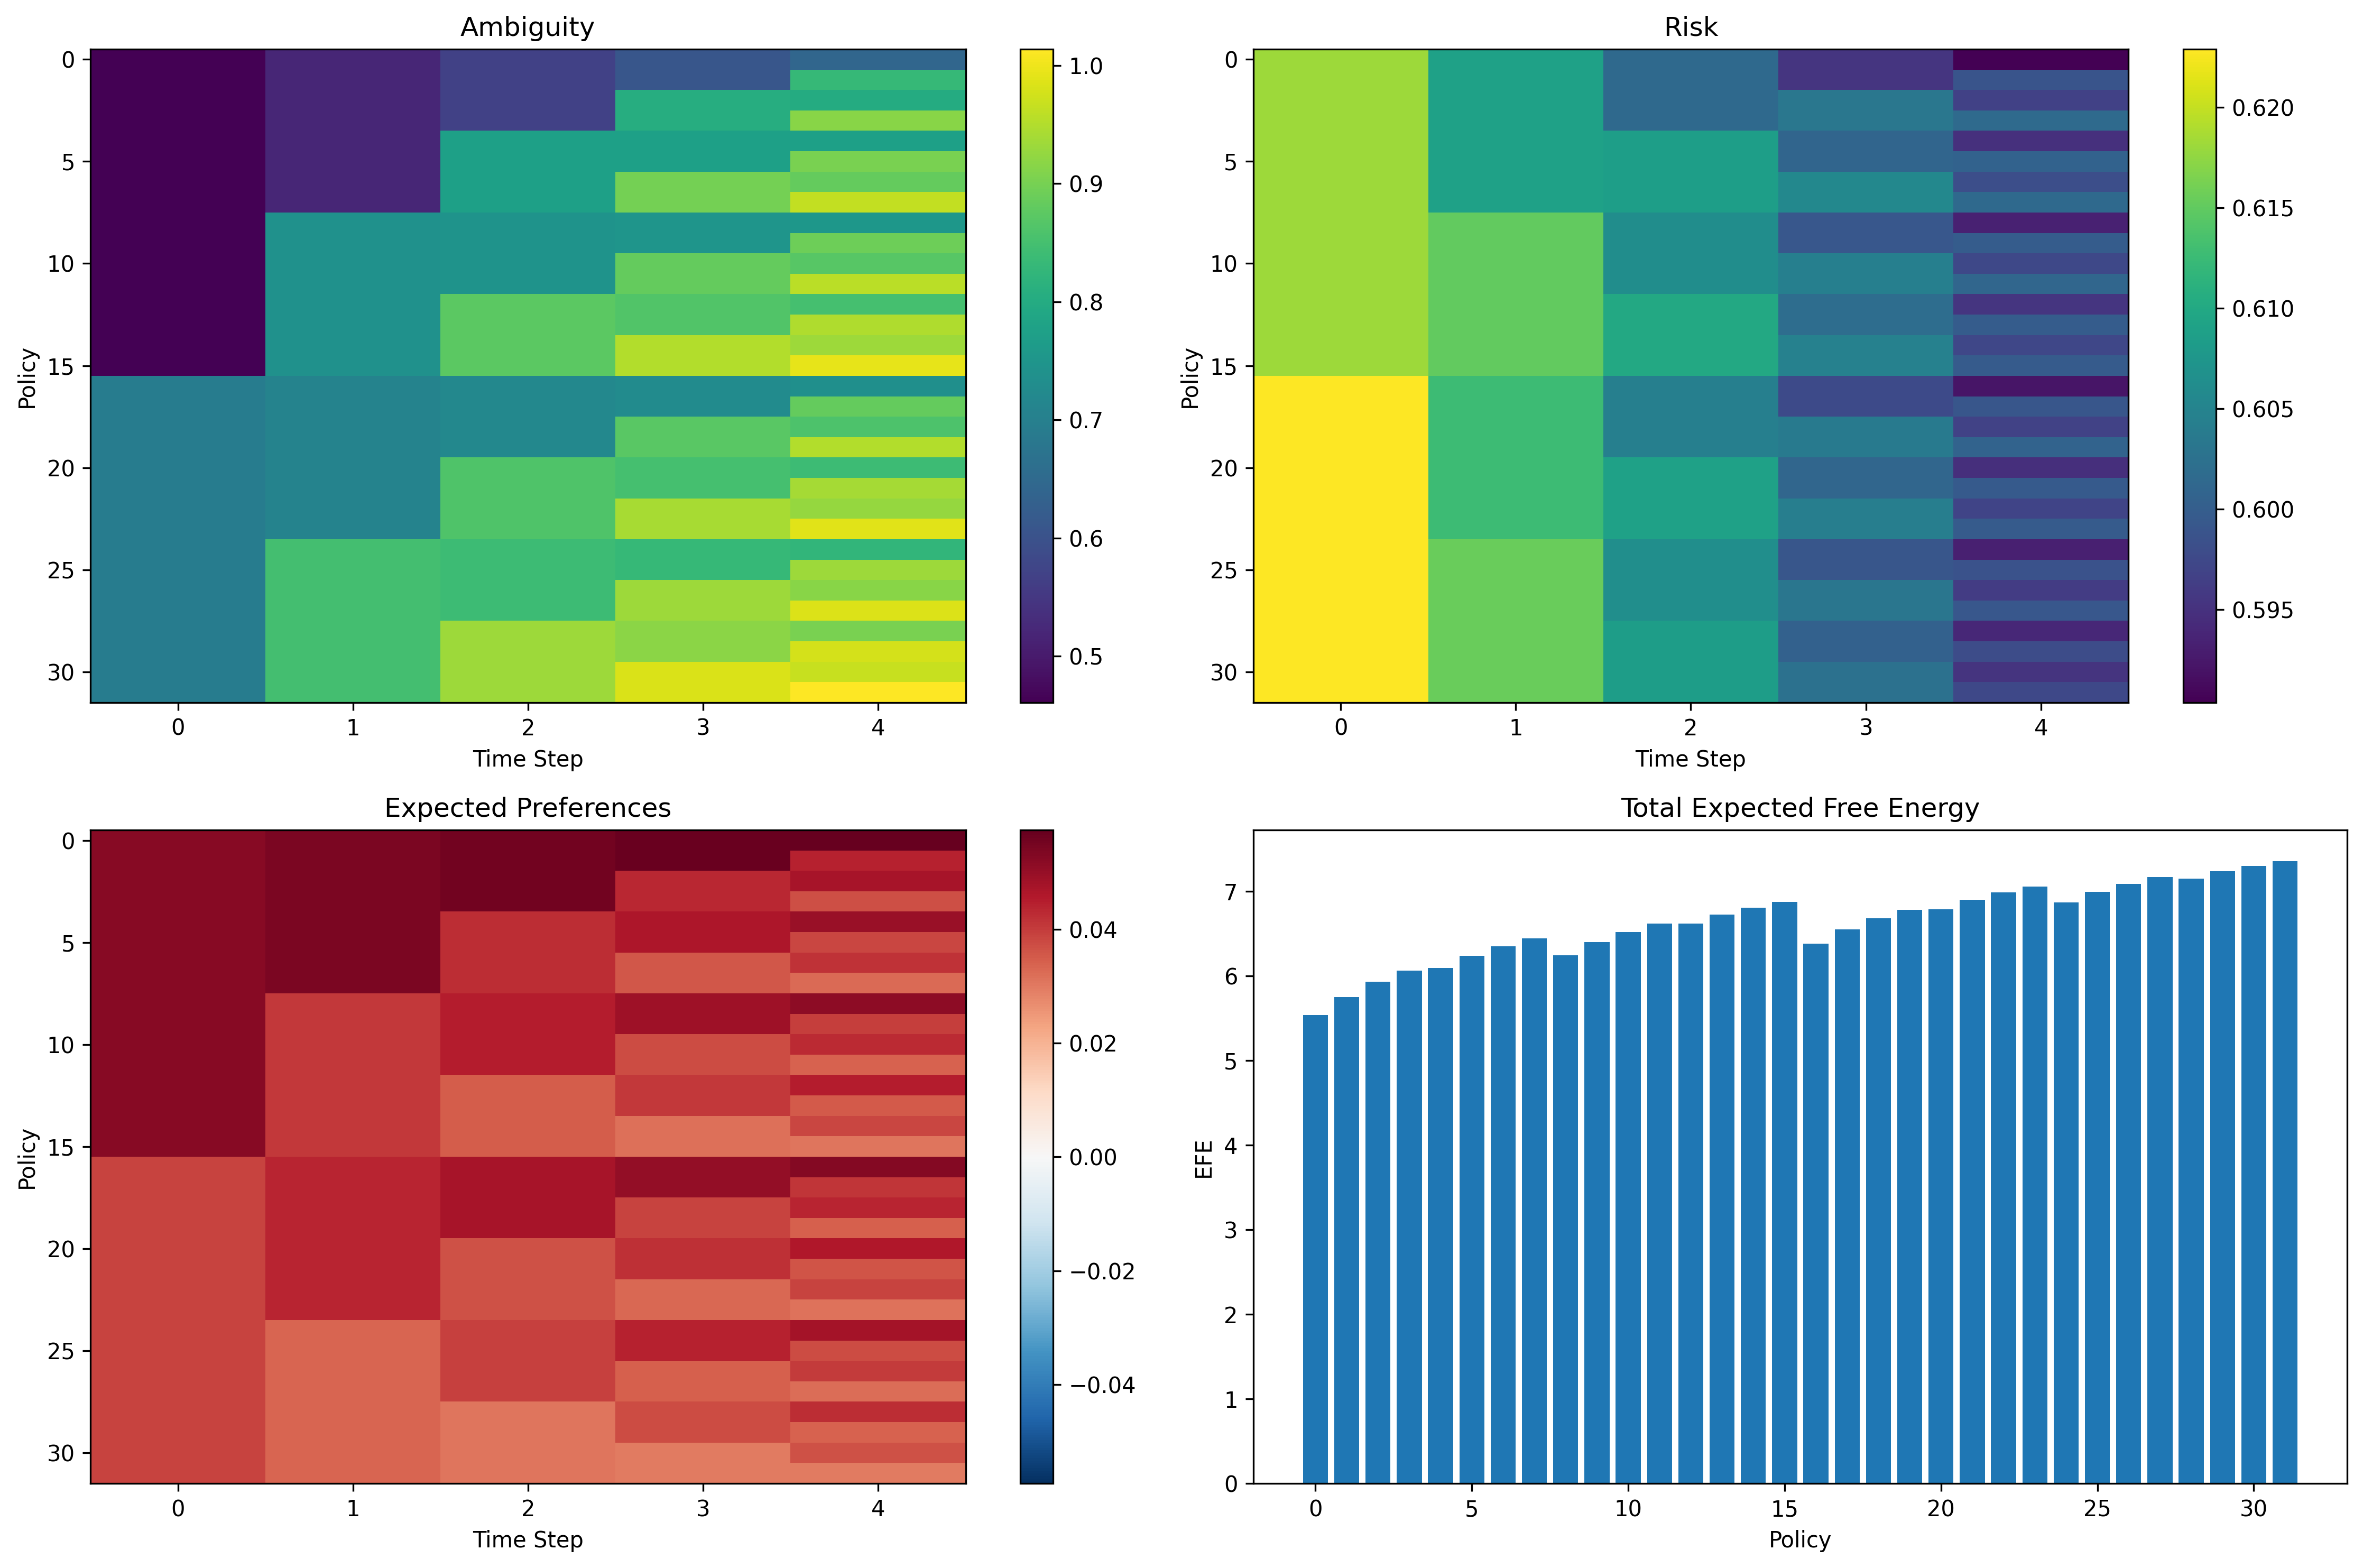 Ambiguity
0
5
10
15
20
25
30
Policy
0 1 2 3 4
Time Step
1.0
0.9
0.8
0.7
0.6
0.5
Risk
0
5
10
15
20
25
30
Policy
0 1 2 3 4
Time Step
0.620
0.615
0.610
0.605
0.600
0.595
Expected Preferences
0
5
10
15
20
25
30
Policy
0 1 2 3 4
Time Step
0.04
0.02
0.00
−0.02
−0.04
Total Expected Free Energy
7
6
5
4
3
2
1
0
EFE
0 5 10 15 20 25 30
Policy